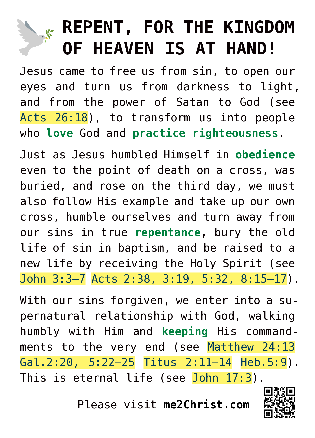 REPENT, FOR THE KINGDOM
OF HEAVEN IS AT HAND!
Jesus came to free us from sin, to open our
eyes and turn us from darkness to light,
and from the power of Satan to God (see
Acts 26:18), to transform us into people
who love God and practice righteousness.
Just as Jesus humbled Himself in obedience
even to the point of death on a cross, was
buried, and rose on the third day, we must
also follow His example and take up our own
cross, humble ourselves and turn away from
our sins in true repentance, bury the old
life of sin in baptism, and be raised to a
new life by receiving the Holy Spirit (see
John 3:3–7 Acts 2:38, 3:19, 5:32, 8:15–17).
With our sins forgiven, we enter into a su-
pernatural relationship with God, walking
humbly with Him and keeping His command-
ments to the very end (see Matthew 24:13
Gal.2:20, 5:22–25 Titus 2:11–14 Heb.5:9).
This is eternal life (see John 17:3).
Please visit me2Christ.com